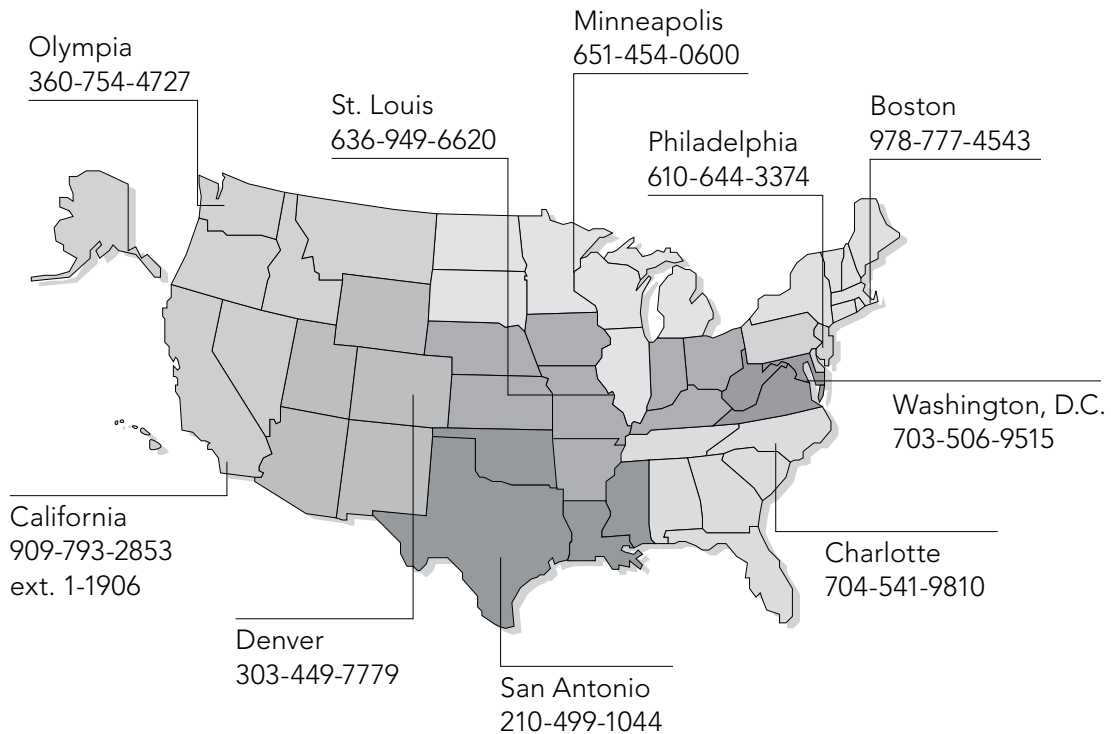 Minneapolis
651-454-0600
Olympia
360-754-4727
St. Louis
636-949-6620
Boston
978-777-4543
Philadelphia
610-644-3374
Washington, D.C.
703-506-9515
California
909-793-2853
ext. 1-1906
Charlotte
704-541-9810
Denver
303-449-7779
San Antonio
210-499-1044